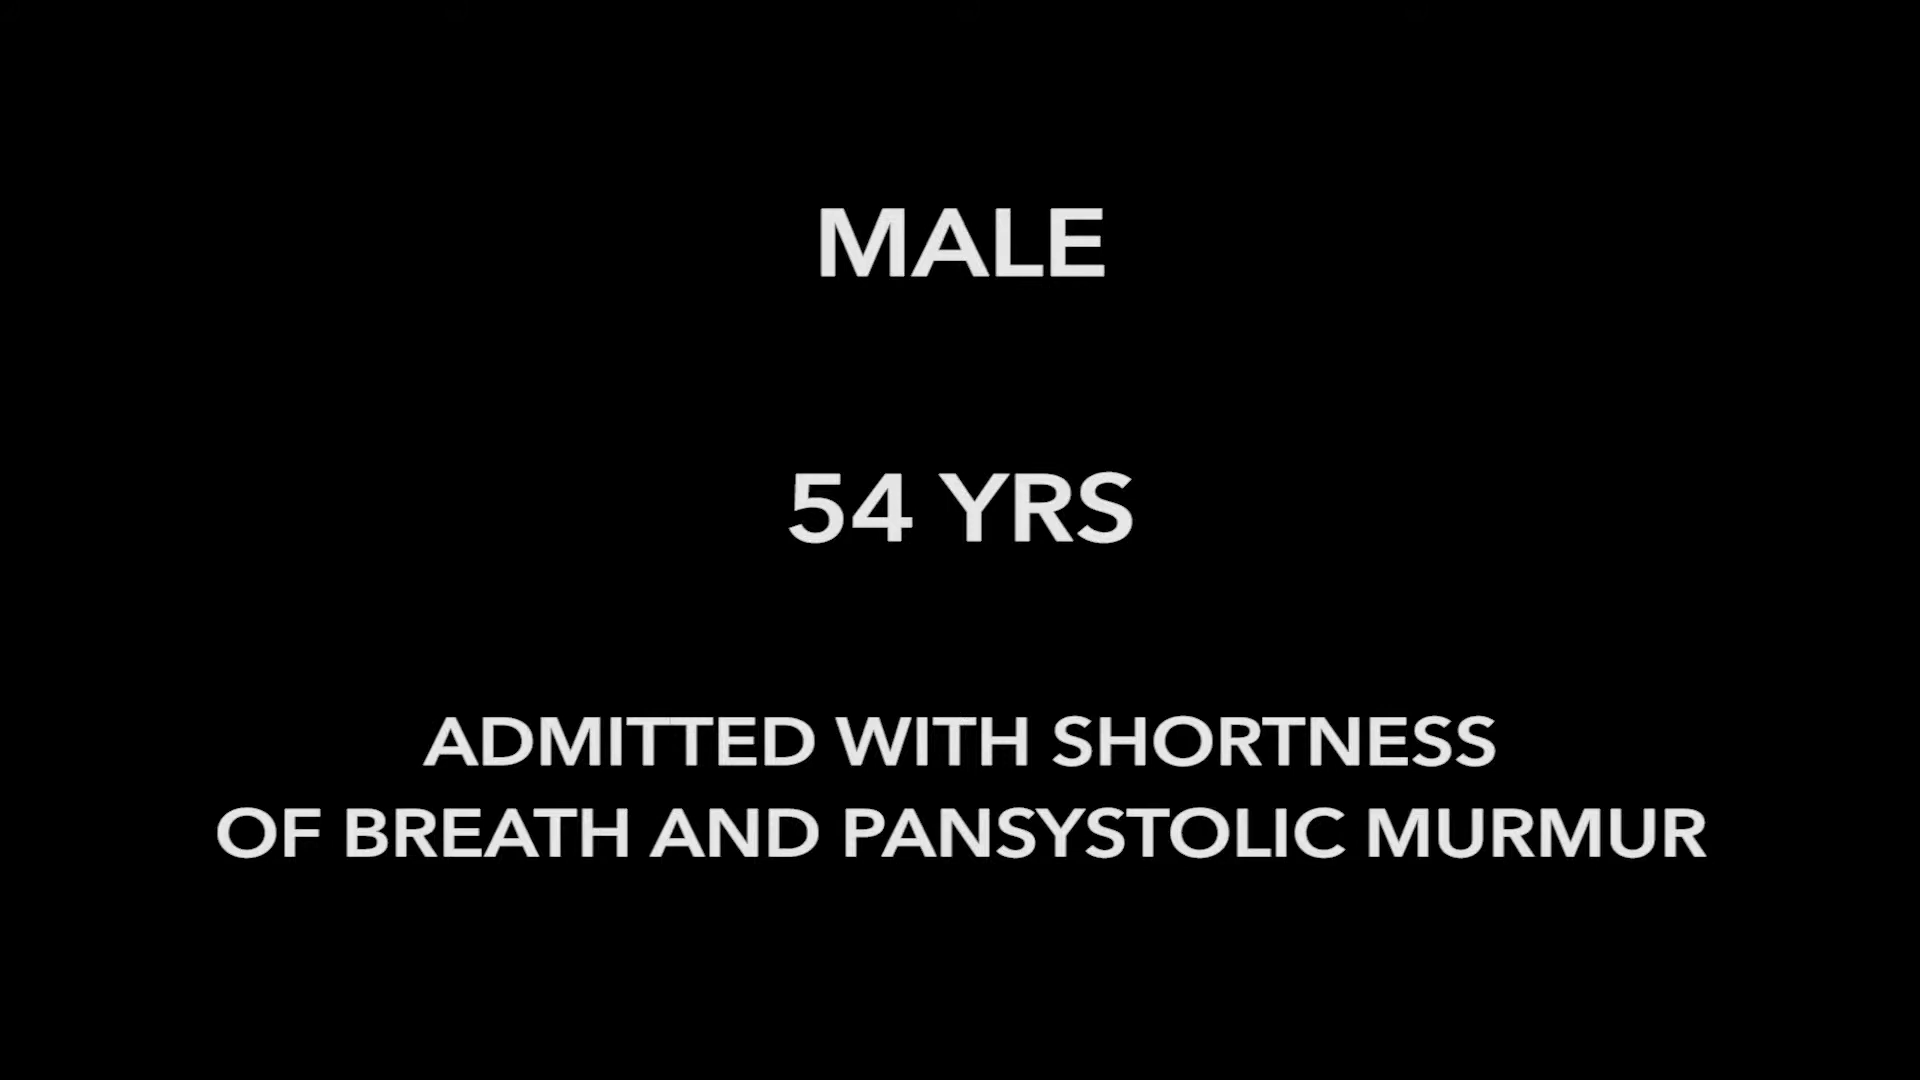 MALE
54 YRS
ADMITTED WITH SHORTNESS
OF BREATH AND PANSYSTOLIC MURMUR